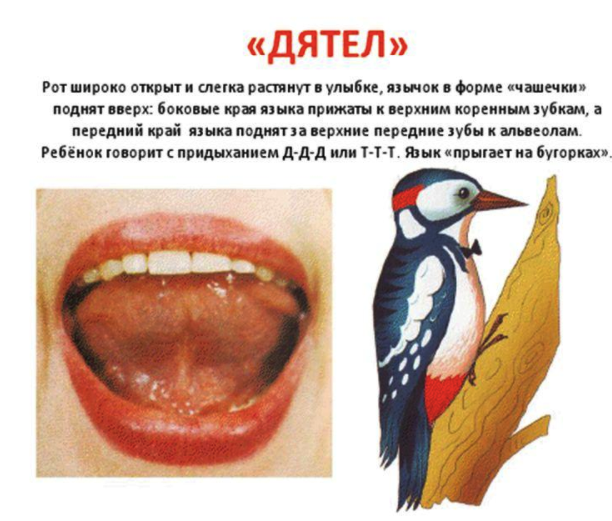 «ДЯТЕЛ»
Рот широко открыт и слегка растянут в улыбке, язычок в форме «чашечки»
поднят вверх: боковые края языка прижаты к верхним коренным зубкам, а
передний край языка поднят за верхние передние зубы к альвеолам.
Ребёнок говорит с придыханием Д-Д-Д или Т-Т-Т. Язык «прыгает на бугорках».